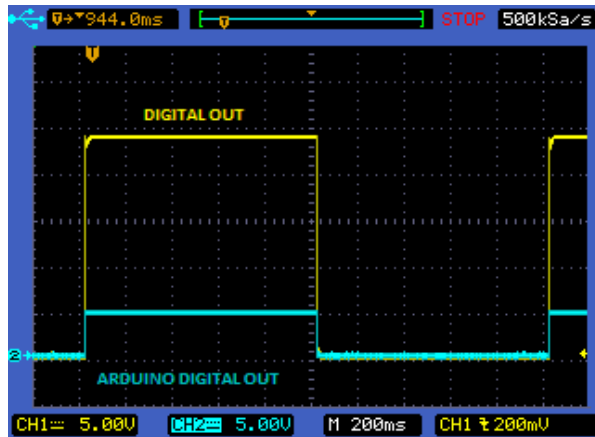 944.0ms STOP 500kSa/s
DIGITAL OUT
2
ARDUINO DIGITAL OUT
CH1 5.00V CH2 5.00V M 200ms CH1 200mV